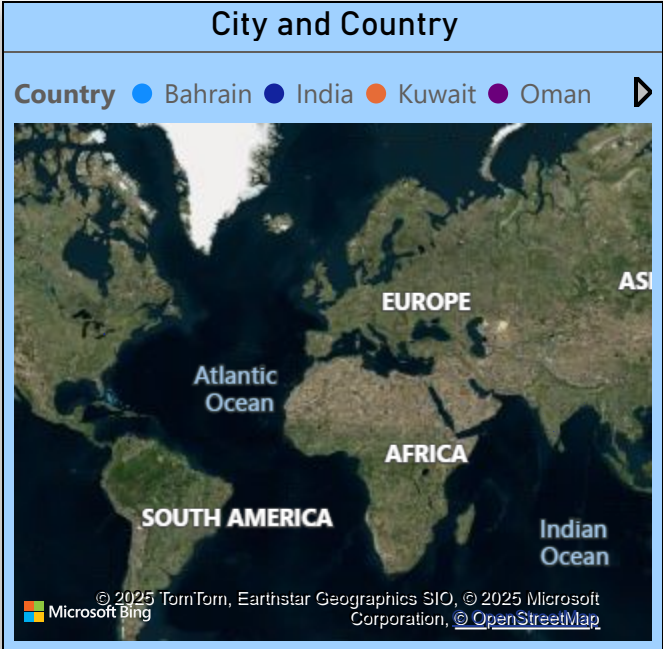 City and Country
Country Bahrain India Kuwait Oman
ASI
EUROPE
Atlantic
Ocean
AFRICA
SOUTH AMERICA
Indian
Ocean
© 2025 TomTom, Earthstar Geographics SIO, © 2025 Microsoft
Corporation, © OpenStreetMap
Microsoft Bing